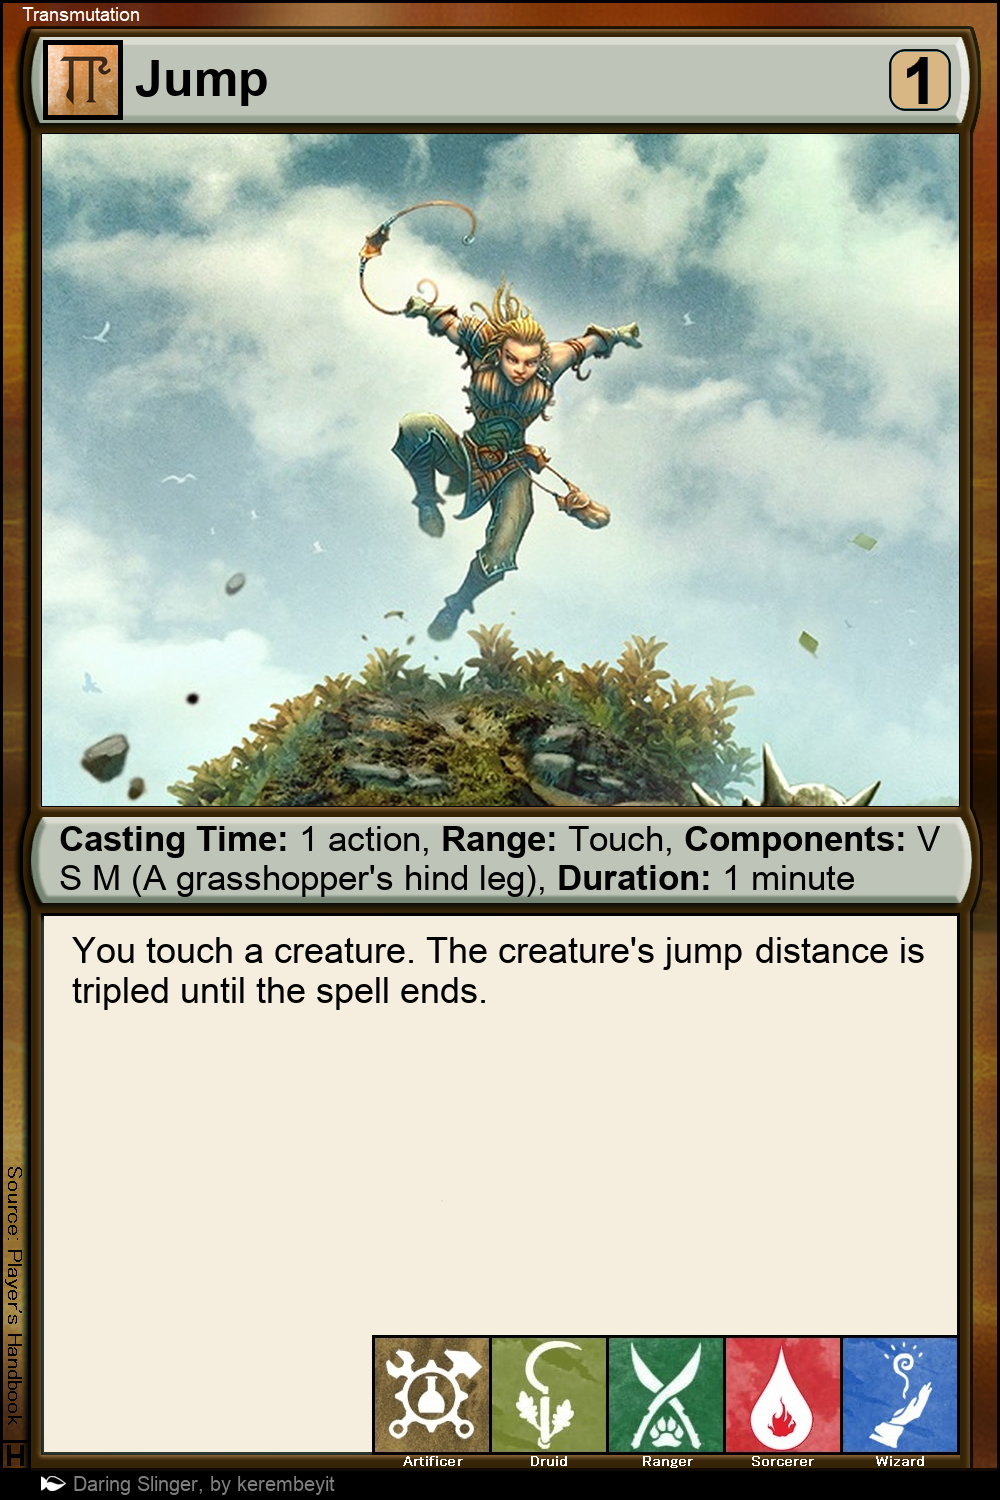 Transmutation
Jump
1
Casting Time: 1 action, Range: Touch, Components: V
S M (A grasshopper's hind leg), Duration: 1 minute
You touch a creature. The creature's jump distance is
tripled until the spell ends.
Source: Player's Handbook
H
Artificer
Druid
Ranger
Sorcerer
Wizard
Daring Slinger, by kerembeyit